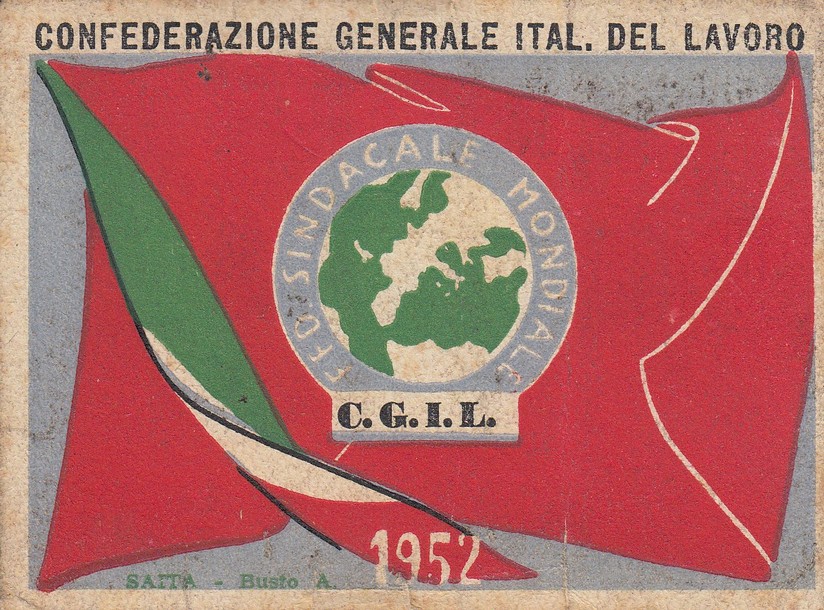 CONFEDERAZIONE GENERALE ITAL. DEL LAVORO
FED. SINDACALE MONDIALE
C.G.I.L.
1952
SAITA - Busto A.